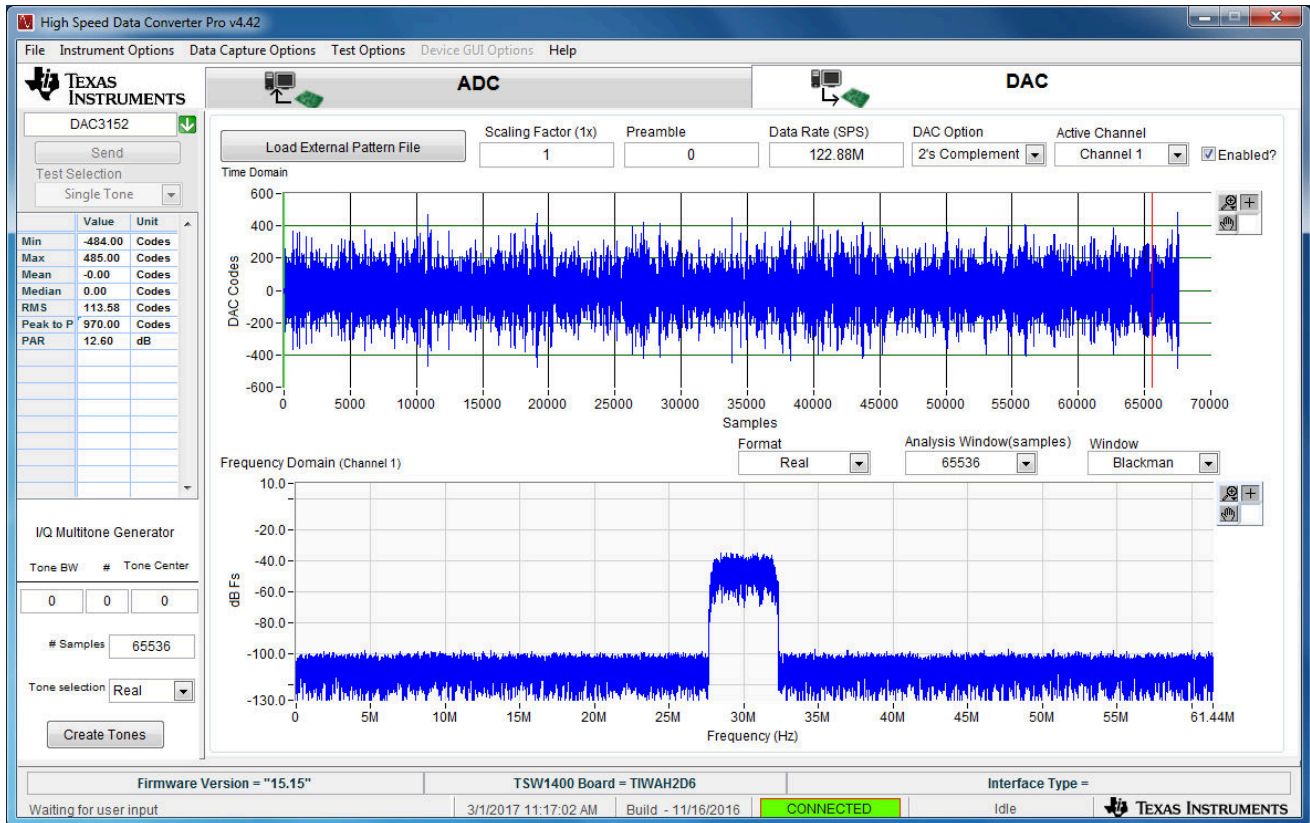 High Speed Data Converter Pro v4.42
File Instrument Options Data Capture Options Test Options Device GUI Options Help
TEXAS INSTRUMENTS
ADC
DAC
DAC3152
Send
Test Selection
Single Tone
Value Unit
Min -484.00 Codes
Max 485.00 Codes
Mean -0.00 Codes
Median 0.00 Codes
RMS 113.58 Codes
Peak to P 970.00 Codes
PAR 12.60 dB
I/Q Multitone Generator
Tone BW # Tone Center
0 0 0
# Samples 65536
Tone selection Real
Create Tones
Load External Pattern File
Scaling Factor (1x) Preamble Data Rate (SPS) DAC Option Active Channel
1 0 122.88M 2's Complement Channel 1 Enabled?
Time Domain
600
400
200
0
-200
-400
-600
DAC Codes
0 5000 10000 15000 20000 25000 30000 35000 40000 45000 50000 55000 60000 65000 70000
Samples
Format Analysis Window(samples) Window
Real 65536 Blackman
Frequency Domain (Channel 1)
10.0
-20.0
-40.0
-60.0
-80.0
-100.0
-130.0
dB Fs
0 5M 10M 15M 20M 25M 30M 35M 40M 45M 50M 55M 61.44M
Frequency (Hz)
Firmware Version = "15.15" TSW1400 Board = TIWAH2D6 Interface Type =
Waiting for user input 3/1/2017 11:17:02 AM Build - 11/16/2016 CONNECTED Idle TEXAS INSTRUMENTS